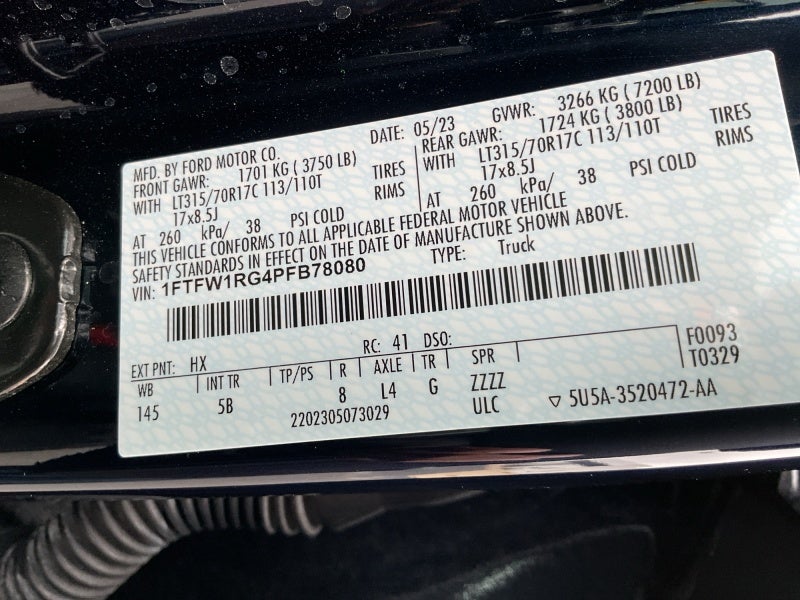 MFD. BY FORD MOTOR CO.
DATE: 05/23 GVWR: 3266 KG ( 7200 LB)
FRONT GAWR: 1701 KG ( 3750 LB)
WITH LT315/70R17C 113/110T TIRES
17x8.5J RIMS
AT 260 kPa/ 38 PSI COLD
REAR GAWR: 1724 KG ( 3800 LB)
WITH LT315/70R17C 113/110T TIRES
17x8.5J RIMS
AT 260 kPa/ 38 PSI COLD
THIS VEHICLE CONFORMS TO ALL APPLICABLE FEDERAL MOTOR VEHICLE
SAFETY STANDARDS IN EFFECT ON THE DATE OF MANUFACTURE SHOWN ABOVE.
VIN: 1FTFW1RG4PFB78080 TYPE: Truck
EXT PNT: HX RC: 41 DSO: F0093
T0329
WB INT TR TP/PS R AXLE TR SPR
145 5B 8 L4 G ZZZZ
2202305073029 ULC ▽ 5U5A-3520472-AA